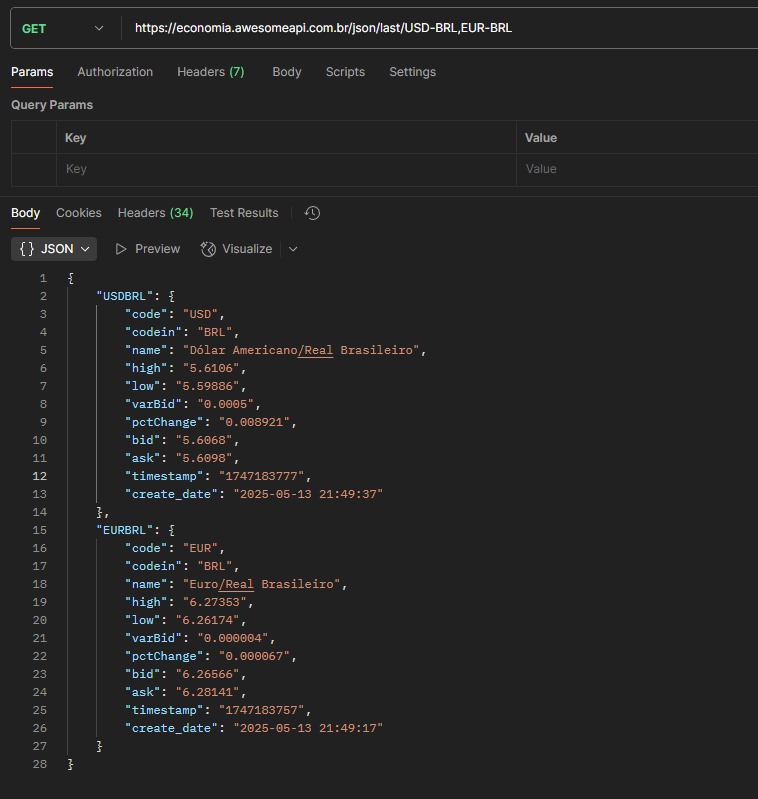 GET https://economia.awesomeapi.com.br/json/last/USD-BRL,EUR-BRL
Params Authorization Headers (7) Body Scripts Settings
Query Params
Key Value
Key Value
Body Cookies Headers (34) Test Results
{} JSON Preview Visualize
1 {
2 "USDBRL": {
3 "code": "USD",
4 "codein": "BRL",
5 "name": "Dólar Americano/Real Brasileiro",
6 "high": "5.6106",
7 "low": "5.59886",
8 "varBid": "0.0005",
9 "pctChange": "0.008921",
10 "bid": "5.6068",
11 "ask": "5.6098",
12 "timestamp": "1747183777",
13 "create_date": "2025-05-13 21:49:37"
14 },
15 "EURBRL": {
16 "code": "EUR",
17 "codein": "BRL",
18 "name": "Euro/Real Brasileiro",
19 "high": "6.27353",
20 "low": "6.26174",
21 "varBid": "0.000004",
22 "pctChange": "0.000067",
23 "bid": "6.26566",
24 "ask": "6.28141",
25 "timestamp": "1747183757",
26 "create_date": "2025-05-13 21:49:17"
27 }
28 }